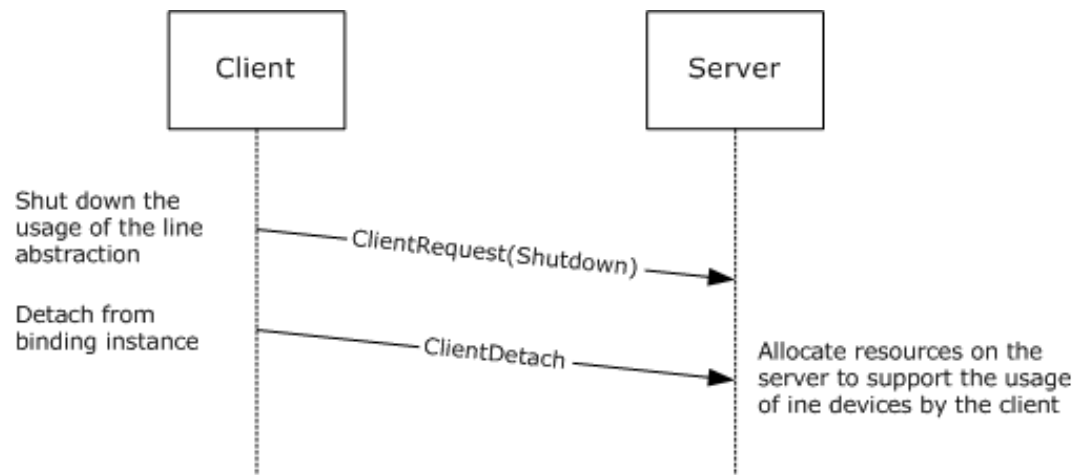 Client
Server
Shut down the
usage of the line
abstraction
ClientRequest(Shutdown)
Detach from
binding instance
ClientDetach
Allocate resources on the
server to support the usage
of ine devices by the client